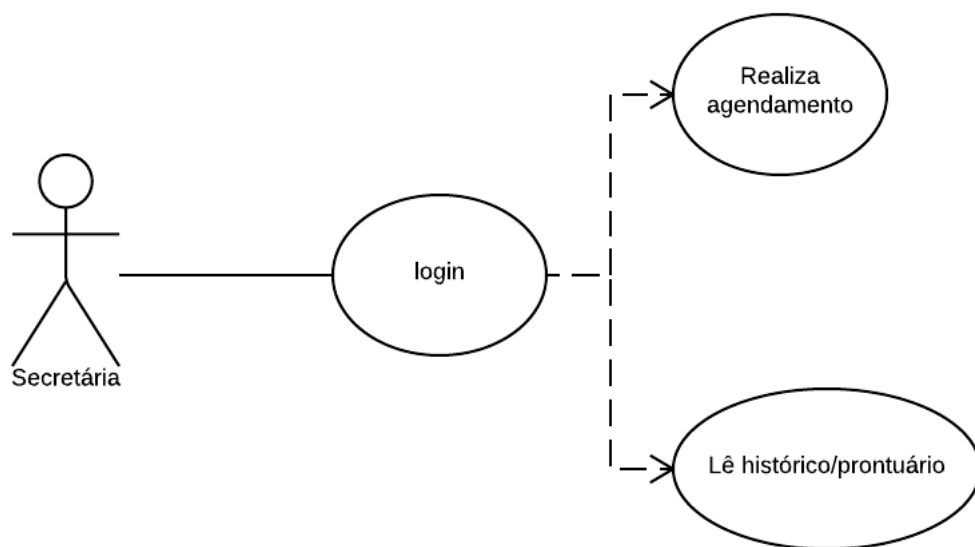 Realiza
agendamento
login
Secretária
Lê histórico/prontuário